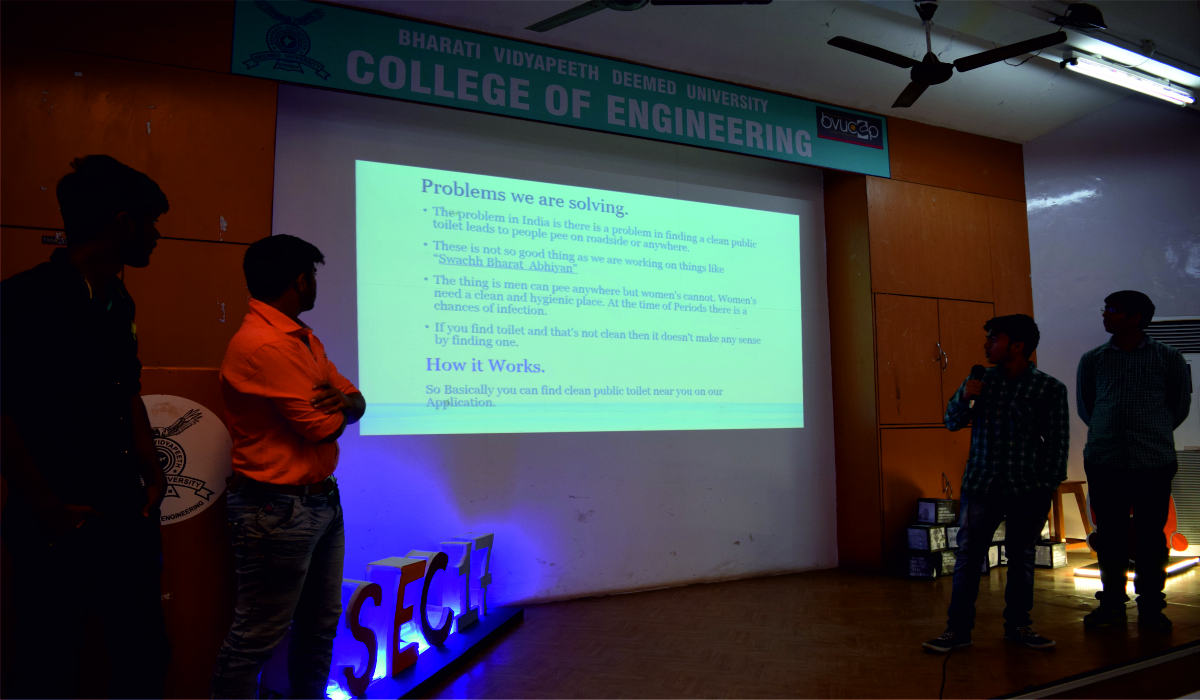 BHARATI VIDYAPEETH DEEMED UNIVERSITY
COLLEGE OF ENGINEERING
bvucoep
Problems we are solving.
• The problem in India is there is a problem in finding a clean public
toilet leads to people pee on roadside or anywhere.
• These is not so good thing as we are working on things like
“Swachh Bharat Abhiyan”
• The thing is men can pee anywhere but women's cannot. Women's
need a clean and hygienic place. At the time of Periods there is a
chances of infection.
• If you find toilet and that's not clean then it doesn't make any sense
by finding one.
How it Works.
So Basically you can find clean public toilet near you on our
Application.
VIDYAPEETH
ENGINEERING
SEC17